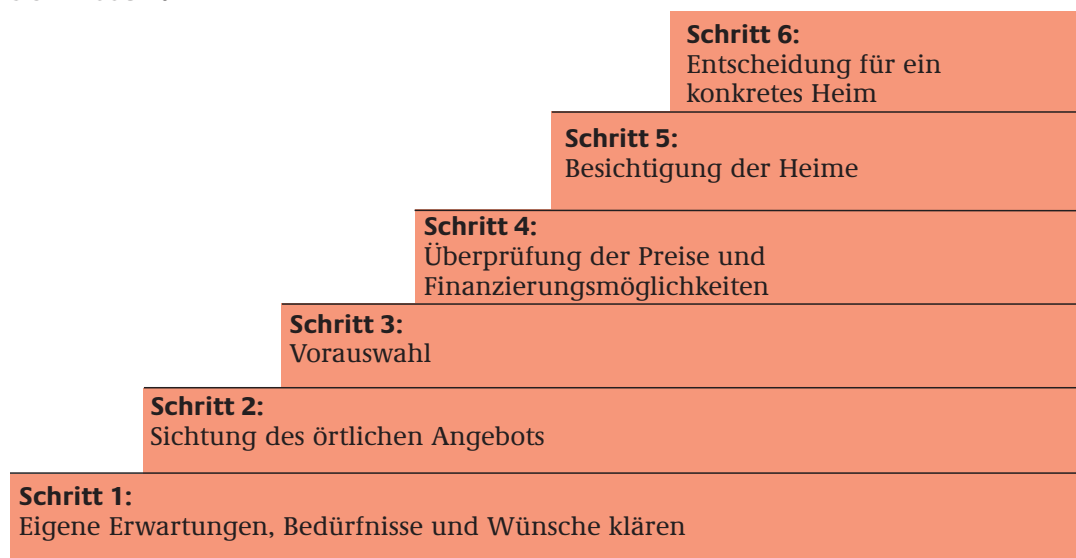 Schritt 6:
Entscheidung für ein
konkretes Heim
Schritt 5:
Besichtigung der Heime
Schritt 4:
Überprüfung der Preise und
Finanzierungsmöglichkeiten
Schritt 3:
Vorauswahl
Schritt 2:
Sichtung des örtlichen Angebots
Schritt 1:
Eigene Erwartungen, Bedürfnisse und Wünsche klären